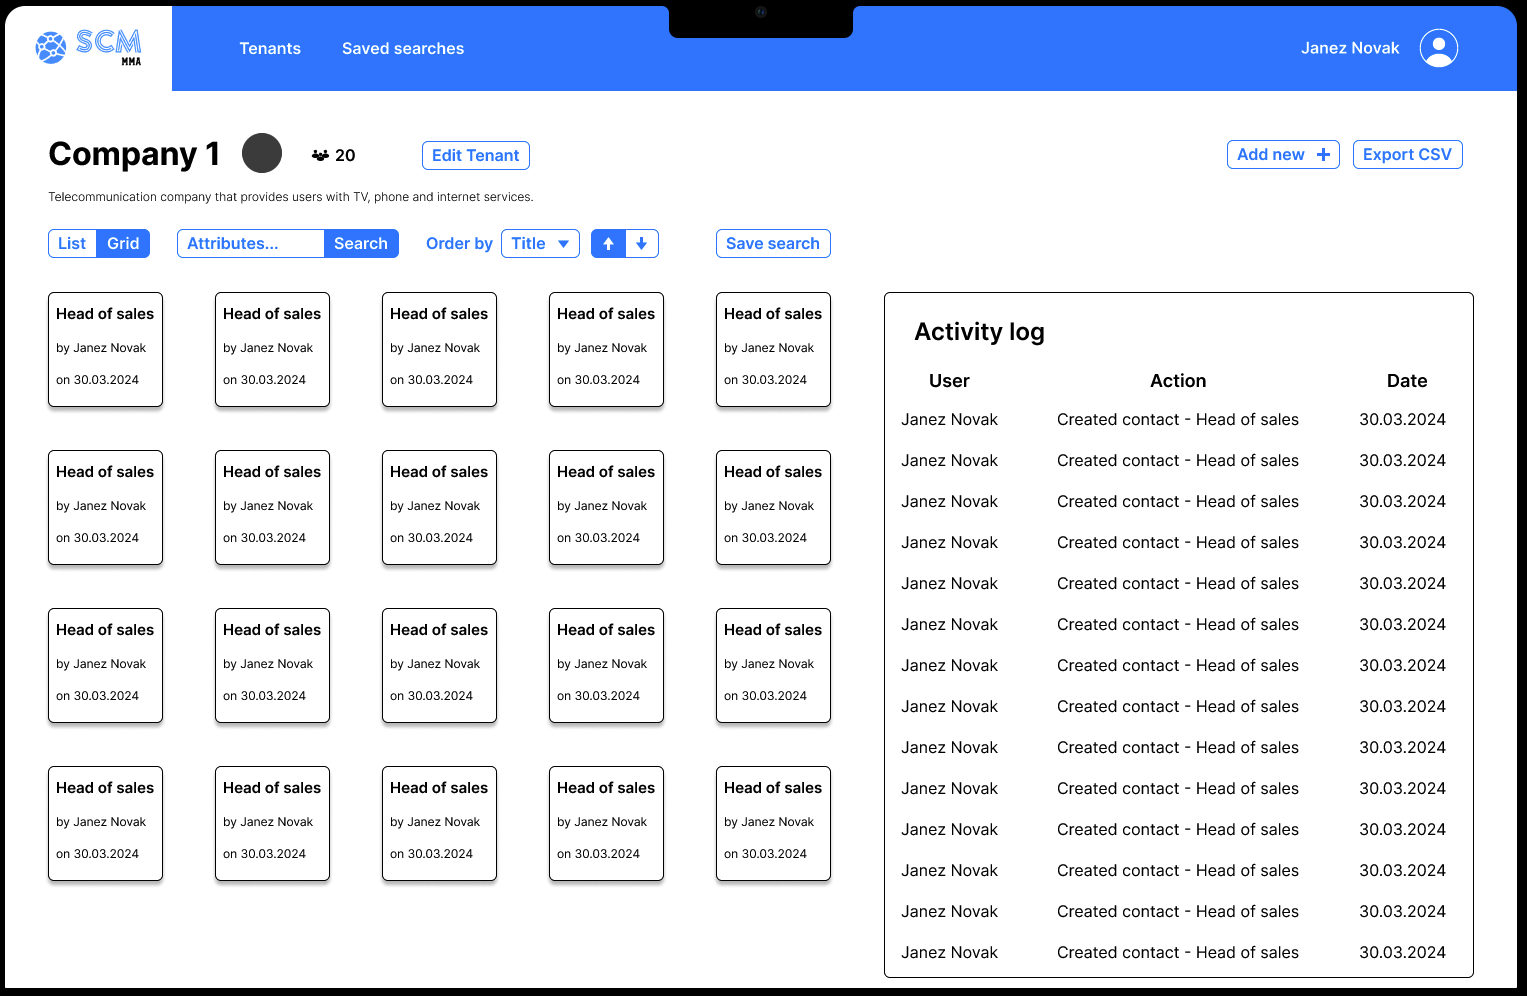 SCM
MMA
Tenants Saved searches
Janez Novak
Company 1 20 Edit Tenant
Add new + Export CSV
Telecommunication company that provides users with TV, phone and internet services.
List Grid Attributes... Search Order by Title Save search
Head of sales Head of sales Head of sales Head of sales Head of sales
by Janez Novak by Janez Novak by Janez Novak by Janez Novak by Janez Novak
on 30.03.2024 on 30.03.2024 on 30.03.2024 on 30.03.2024 on 30.03.2024
Head of sales Head of sales Head of sales Head of sales Head of sales
by Janez Novak by Janez Novak by Janez Novak by Janez Novak by Janez Novak
on 30.03.2024 on 30.03.2024 on 30.03.2024 on 30.03.2024 on 30.03.2024
Head of sales Head of sales Head of sales Head of sales Head of sales
by Janez Novak by Janez Novak by Janez Novak by Janez Novak by Janez Novak
on 30.03.2024 on 30.03.2024 on 30.03.2024 on 30.03.2024 on 30.03.2024
Head of sales Head of sales Head of sales Head of sales Head of sales
by Janez Novak by Janez Novak by Janez Novak by Janez Novak by Janez Novak
on 30.03.2024 on 30.03.2024 on 30.03.2024 on 30.03.2024 on 30.03.2024
Activity log
User Action Date
Janez Novak Created contact - Head of sales 30.03.2024
Janez Novak Created contact - Head of sales 30.03.2024
Janez Novak Created contact - Head of sales 30.03.2024
Janez Novak Created contact - Head of sales 30.03.2024
Janez Novak Created contact - Head of sales 30.03.2024
Janez Novak Created contact - Head of sales 30.03.2024
Janez Novak Created contact - Head of sales 30.03.2024
Janez Novak Created contact - Head of sales 30.03.2024
Janez Novak Created contact - Head of sales 30.03.2024
Janez Novak Created contact - Head of sales 30.03.2024
Janez Novak Created contact - Head of sales 30.03.2024
Janez Novak Created contact - Head of sales 30.03.2024
Janez Novak Created contact - Head of sales 30.03.2024
Janez Novak Created contact - Head of sales 30.03.2024